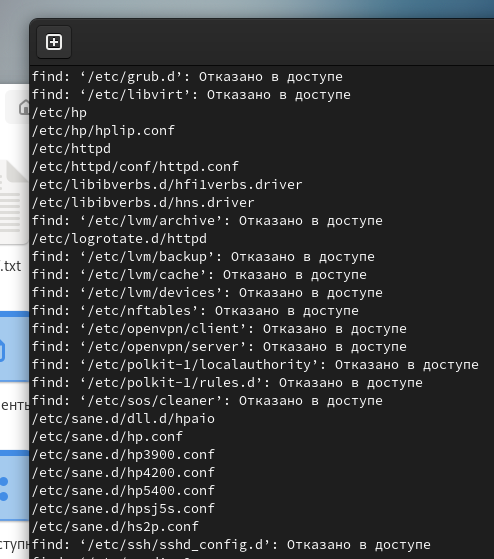 find: ‘/etc/grub.d’: Отказано в доступе
find: ‘/etc/libvirt’: Отказано в доступе
/etc/hp
/etc/hp/hplip.conf
/etc/httpd
/etc/httpd/conf/httpd.conf
/etc/libibverbs.d/hfi1verbs.driver
/etc/libibverbs.d/hns.driver
find: ‘/etc/lvm/archive’: Отказано в доступе
/etc/logrotate.d/httpd
find: ‘/etc/lvm/backup’: Отказано в доступе
find: ‘/etc/lvm/cache’: Отказано в доступе
find: ‘/etc/lvm/devices’: Отказано в доступе
find: ‘/etc/nftables’: Отказано в доступе
find: ‘/etc/openvpn/client’: Отказано в доступе
find: ‘/etc/openvpn/server’: Отказано в доступе
find: ‘/etc/polkit-1/localauthority’: Отказано в доступе
find: ‘/etc/polkit-1/rules.d’: Отказано в доступе
find: ‘/etc/sos/cleaner’: Отказано в доступе
/etc/sane.d/dll.d/hpaio
/etc/sane.d/hp.conf
/etc/sane.d/hp3900.conf
/etc/sane.d/hp4200.conf
/etc/sane.d/hp5400.conf
/etc/sane.d/hpsj5s.conf
/etc/sane.d/hs2p.conf
find: ‘/etc/ssh/sshd_config.d’: Отказано в доступе
.txt